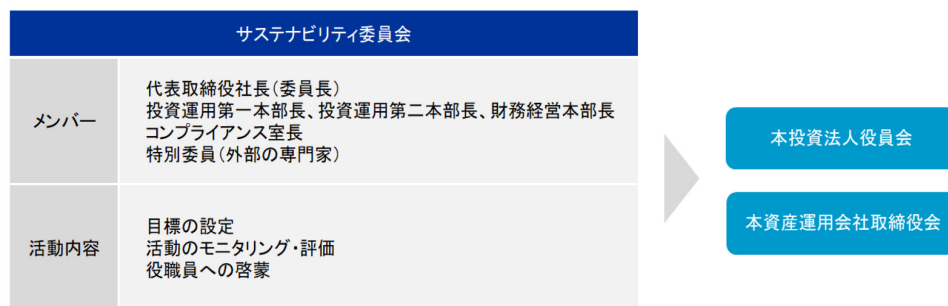 サステナビリティ委員会
メンバー
代表取締役社長(委員長)
投資運用第一本部長、投資運用第二本部長、財務経営本部長
コンプライアンス室長
特別委員(外部の専門家)
活動内容
目標の設定
活動のモニタリング・評価
役職員への啓蒙
本投資法人役員会
本資産運用会社取締役会